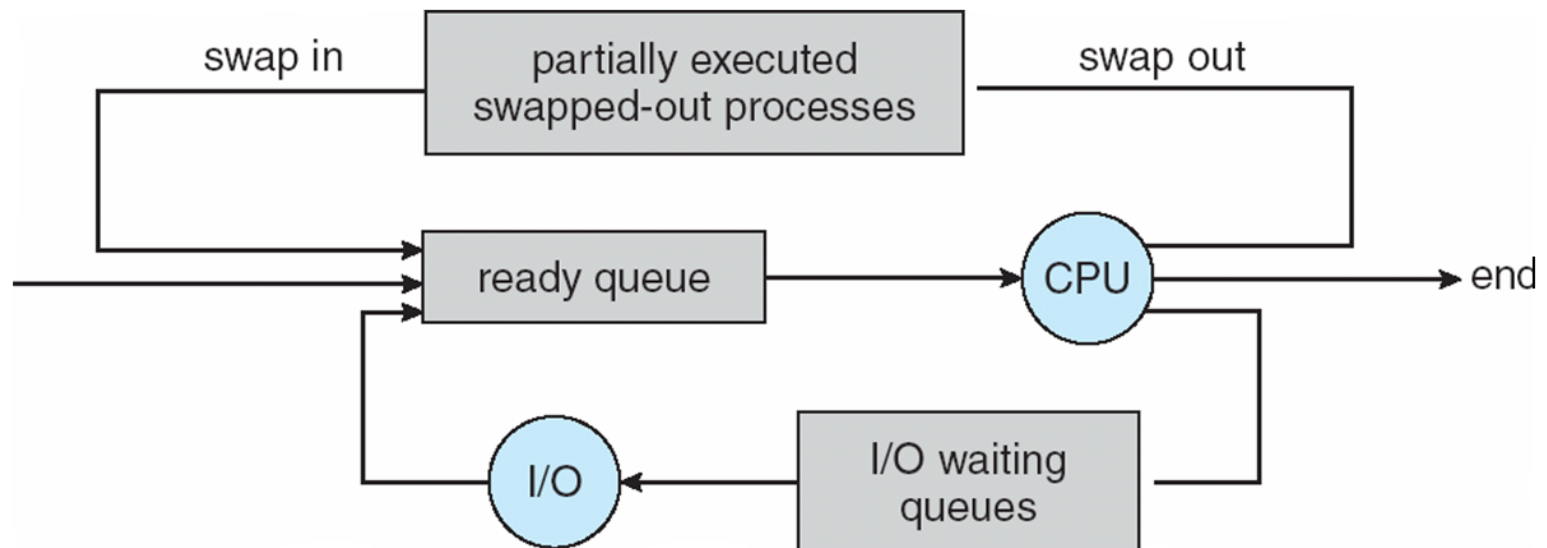 swap in
partially executed
swapped-out processes
swap out
ready queue
CPU
end
I/O
I/O waiting
queues